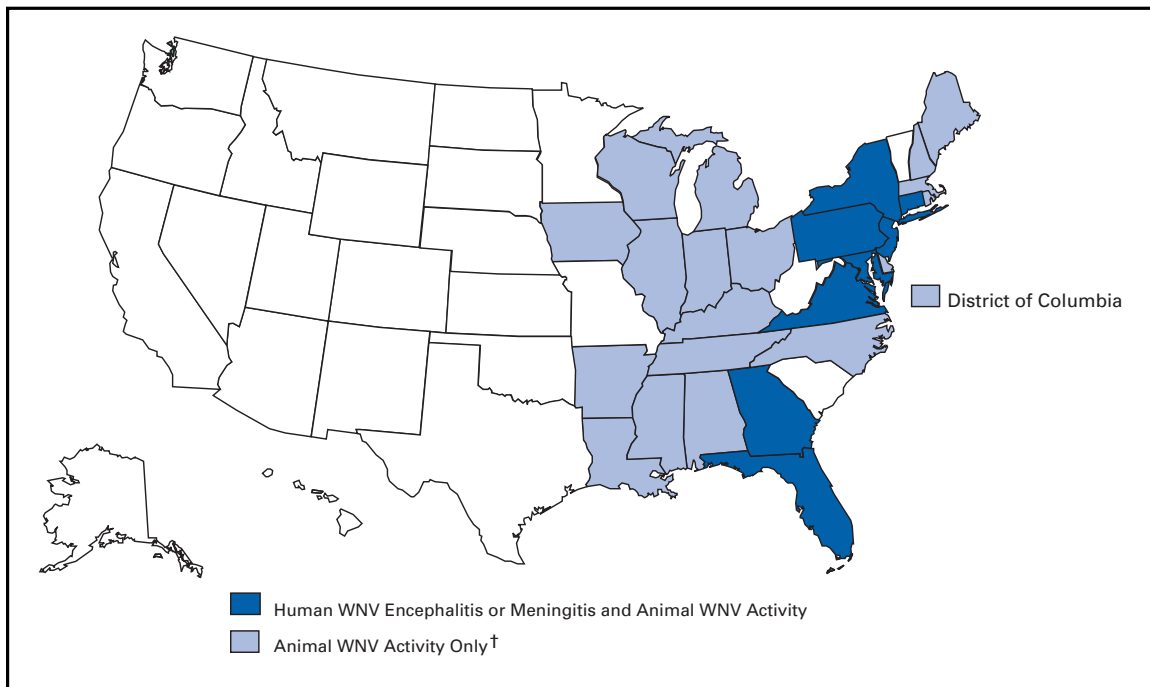 District of Columbia
Human WNV Encephalitis or Meningitis and Animal WNV Activity
Animal WNV Activity Only†